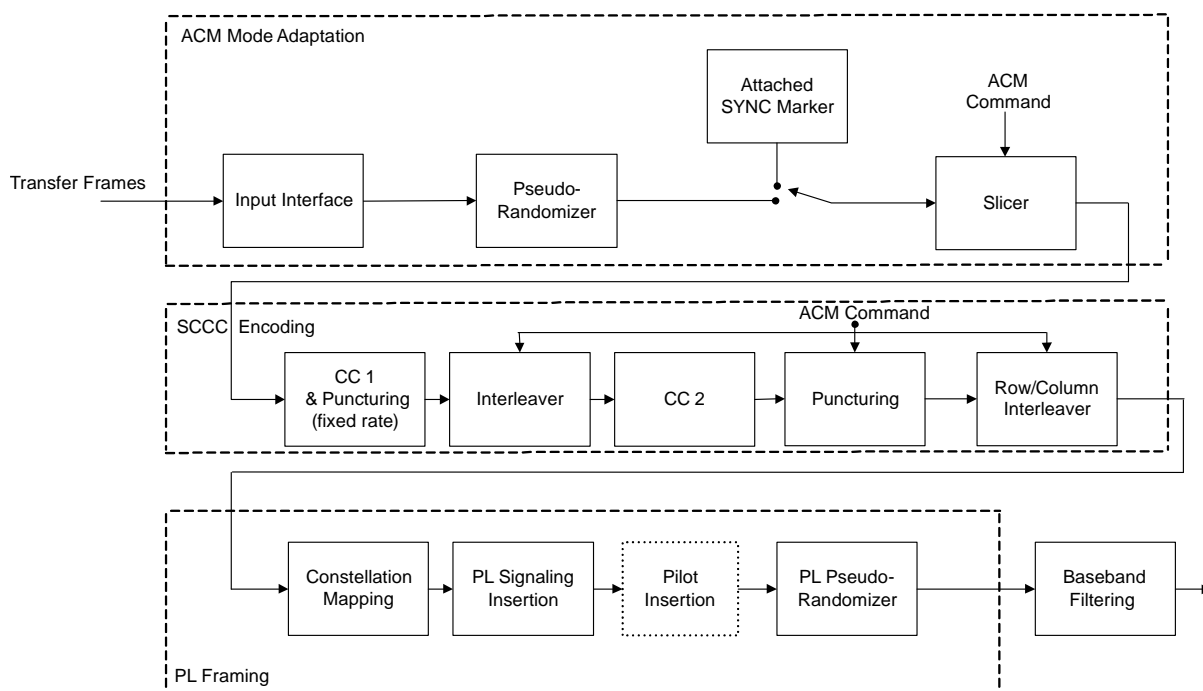 ACM Mode Adaptation
Attached
SYNC Marker
ACM
Command
Transfer Frames
Input Interface
Pseudo-
Randomizer
Slicer
SCCC Encoding
ACM Command
CC 1
& Puncturing
(fixed rate)
Interleaver
CC 2
Puncturing
Row/Column
Interleaver
Constellation
Mapping
PL Signaling
Insertion
Pilot
Insertion
PL Pseudo-
Randomizer
Baseband
Filtering
PL Framing